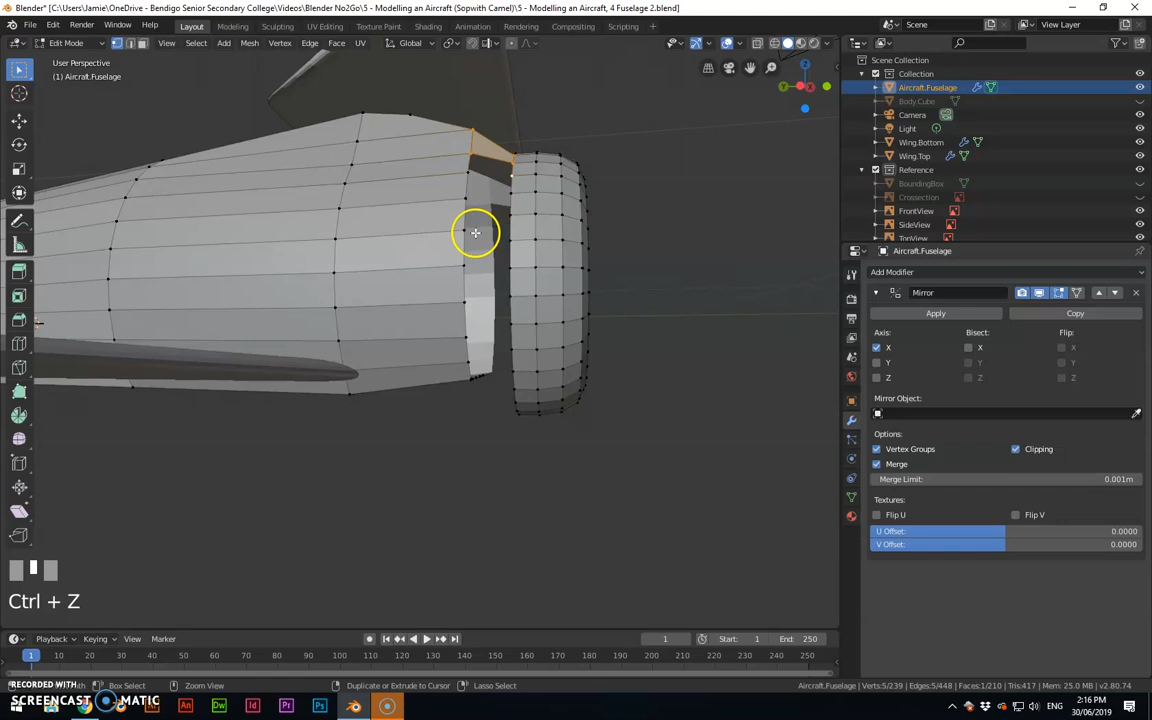 Blender* [C:\Users\Jamie\OneDrive - Bendigo Senior Secondary College\Videos\Blender No2Go\5 - Modelling an Aircraft (Sopwith Camel)\5 - Modelling an Aircraft, 4 Fuselage 2.blend]
File Edit Render Window Help Layout Modeling Sculpting UV Editing Texture Paint Shading Animation Rendering Compositing Scripting + Scene View Layer
Edit Mode View Select Add Mesh Vertex Edge Face UV Global
User Perspective
(1) Aircraft.Fuselage
Z
Y
X
Scene Collection
Collection
Aircraft.Fuselage
Body.Cube
Camera
Light
Wing.Bottom
Wing.Top
Reference
BoundingBox
Crossection
FrontView
SideView
TopView
Aircraft.Fuselage
Add Modifier
Mirror
Apply Copy
Axis: Bisect: Flip:
X X X
Y Y Y
Z Z Z
Mirror Object:
Options:
Vertex Groups Clipping
Merge
Merge Limit: 0.001m
Textures:
Flip U Flip V
U Offset: 0.0000
V Offset: 0.0000
Ctrl + Z
Playback Keying View Marker 1 Start: 1 End: 250
1 10 20 30 40 50 60 70 80 90 100 110 120 130 140 150 160 170 180 190 200 210 220 230 240 250
Box Select Zoom View Duplicate or Extrude to Cursor Lasso Select Aircraft.Fuselage | Verts:5/239 | Edges:5/448 | Faces:1/210 | Tris:417 | Mem: 25.0 MB | v2.80.74
RECORDED WITH
SCREENCAST MATIC
An Dw Id Pr Ps
ENG
2:16 PM
30/06/2019